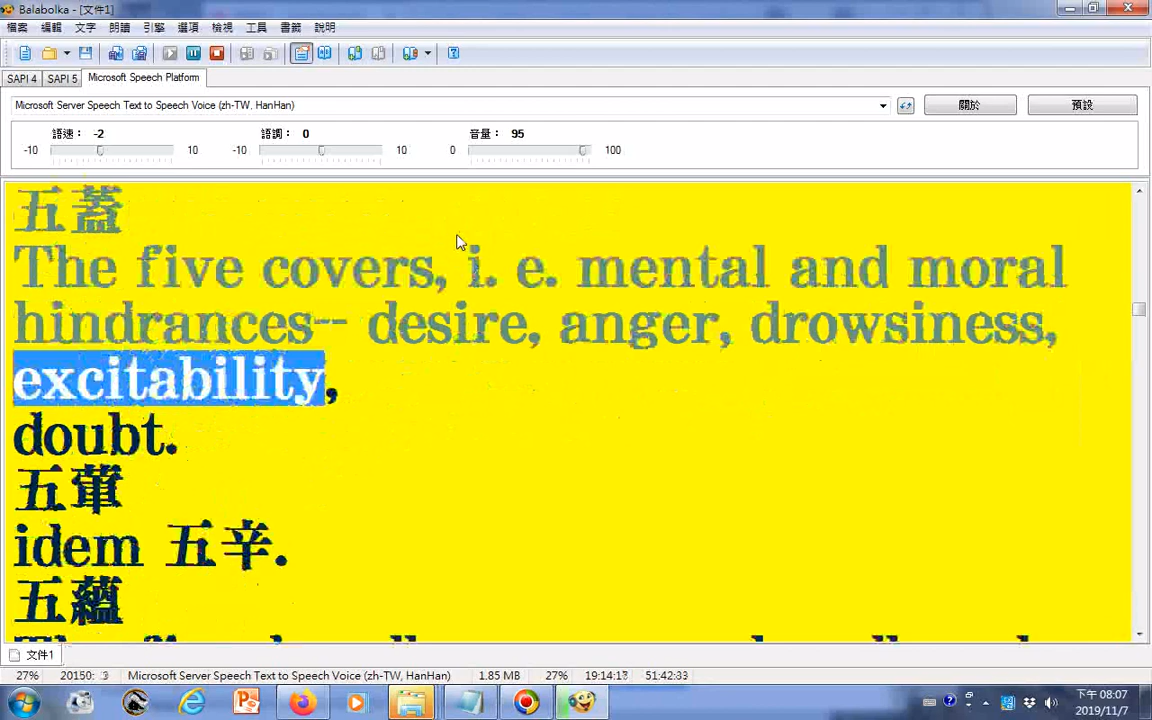 Balabolka - [文件1]
檔案 編輯 文字 朗讀 引擎 選項 檢視 工具 書籤 說明
SAPI 4 SAPI 5 Microsoft Speech Platform
Microsoft Server Speech Text to Speech Voice (zh-TW, HanHan) 關於 預設
語速： -2 語調： 0 音量： 95
-10 10 -10 10 0 100
五蓋
The five covers, i. e. mental and moral
hindrances-- desire, anger, drowsiness,
excitability,
doubt.
五葷
idem 五辛.
五蘊
文件1
27% Microsoft Server Speech Text to Speech Voice (zh-TW, HanHan) 1.85 MB 27% 51:42:33
下午 08:07
2019/11/7